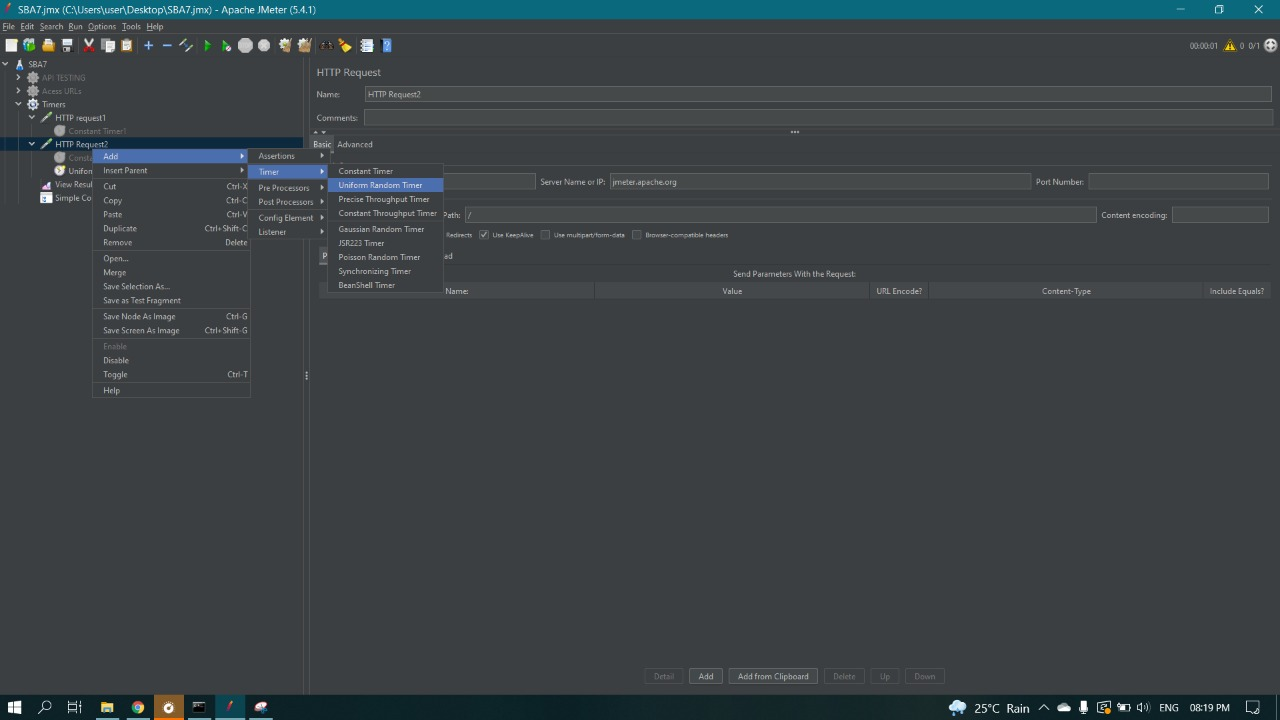 SBA7.jmx (C:\Users\user\Desktop\SBA7.jmx) - Apache JMeter (5.4.1)
File Edit Search Run Options Tools Help
00:00:01 0 0/1
SBA7
API TESTING
Acess URLs
Timers
HTTP request1
Constant Timer1
HTTP Request2
Consta
Uniform
View Resul
Simple Co
Add
Insert Parent
Cut Ctrl-X
Copy Ctrl-C
Paste Ctrl-V
Duplicate Ctrl+Shift-C
Remove Delete
Open...
Merge
Save Selection As...
Save as Test Fragment
Save Node As Image Ctrl-G
Save Screen As Image Ctrl+Shift-G
Enable
Disable
Toggle Ctrl-T
Help
Assertions
Timer
Pre Processors
Post Processors
Config Element
Listener
Constant Timer
Uniform Random Timer
Precise Throughput Timer
Constant Throughput Timer
Gaussian Random Timer
JSR223 Timer
Poisson Random Timer
Synchronizing Timer
BeanShell Timer
HTTP Request
Name: HTTP Request2
Comments:
Basic Advanced
Server Name or IP: jmeter.apache.org Port Number:
Path: / Content encoding:
Redirects Use KeepAlive Use multipart/form-data Browser-compatible headers
Send Parameters With the Request:
Name: Value URL Encode? Content-Type Include Equals?
Detail Add Add from Clipboard Delete Up Down
25°C Rain ENG 08:19 PM